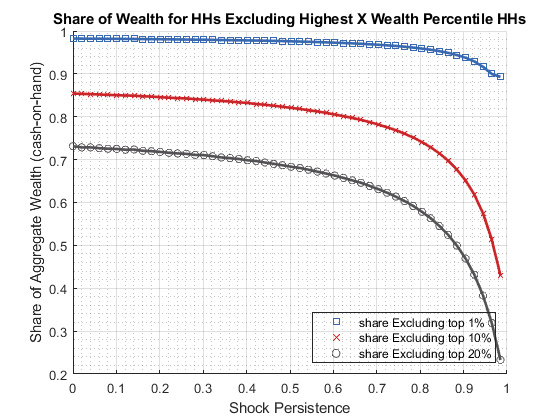 Share of Wealth for HHs Excluding Highest X Wealth Percentile HHs
Share of Aggregate Wealth (cash-on-hand)
1
0.9
0.8
0.7
0.6
0.5
0.4
0.3
0.2
share Excluding top 1%
share Excluding top 10%
share Excluding top 20%
0 0.1 0.2 0.3 0.4 0.5 0.6 0.7 0.8 0.9 1
Shock Persistence